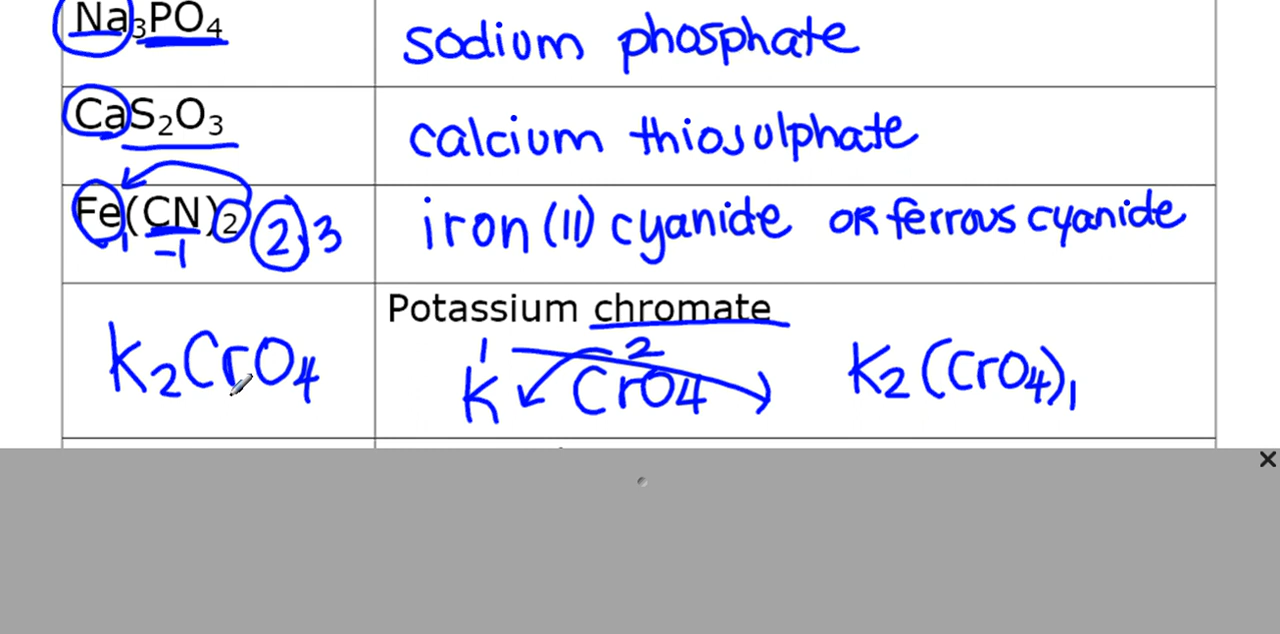 Na₃PO₄ sodium phosphate
CaS₂O₃ calcium thiosulphate
Fe(CN)₂ (2) 3 iron (II) cyanide OR ferrous cyanide
1 -1
Potassium chromate
1 2
K₂CrO₄ K CrO₄ K₂(CrO₄)₁